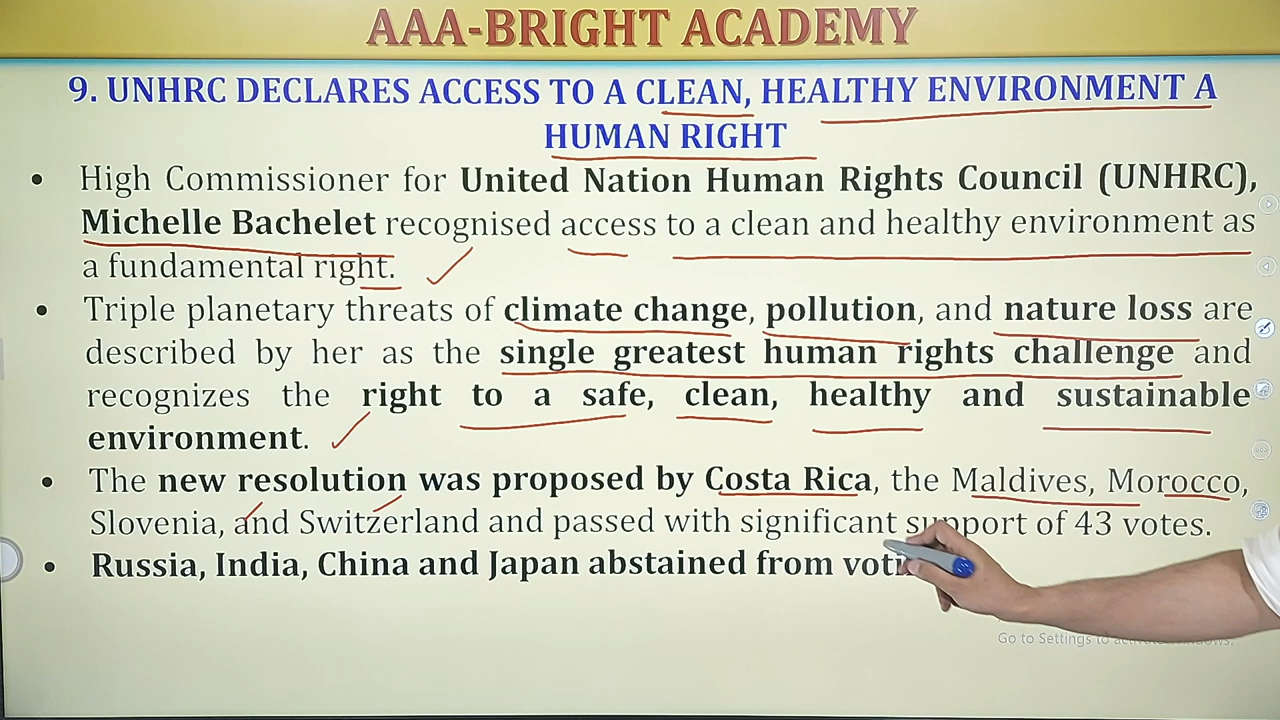 AAA-BRIGHT ACADEMY
9. UNHRC DECLARES ACCESS TO A CLEAN, HEALTHY ENVIRONMENT A
HUMAN RIGHT
• High Commissioner for United Nation Human Rights Council (UNHRC),
Michelle Bachelet recognised access to a clean and healthy environment as
a fundamental right.
• Triple planetary threats of climate change, pollution, and nature loss are
described by her as the single greatest human rights challenge and
recognizes the right to a safe, clean, healthy and sustainable
environment.
• The new resolution was proposed by Costa Rica, the Maldives, Morocco,
Slovenia, and Switzerland and passed with significant support of 43 votes.
• Russia, India, China and Japan abstained from
Go to Settings to